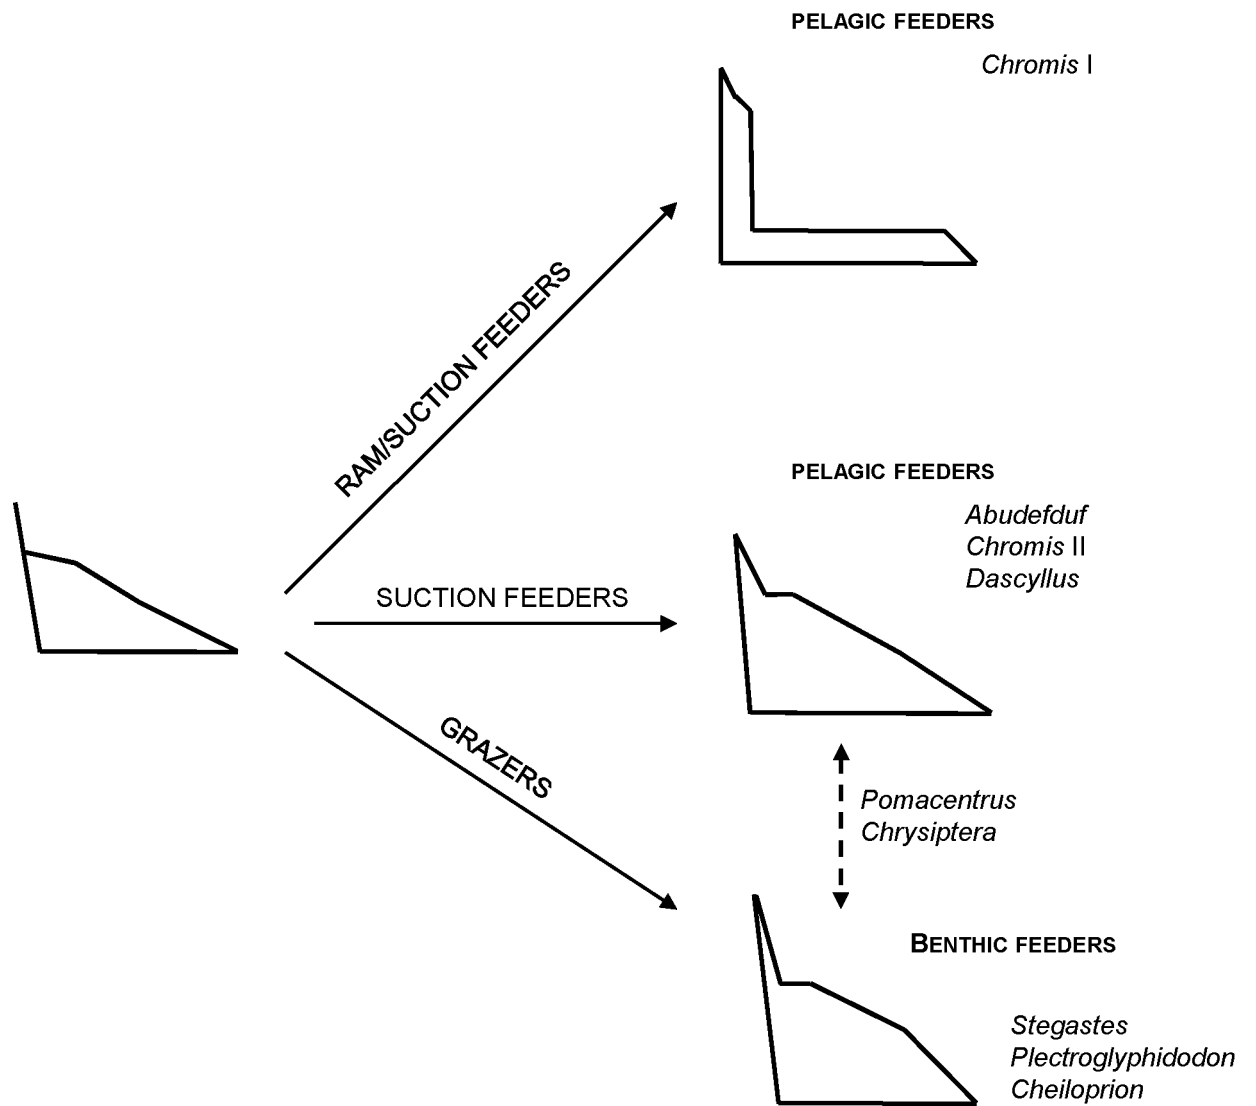 PELAGIC FEEDERS
Chromis I
RAM/SUCTION FEEDERS
PELAGIC FEEDERS
Abudefduf
Chromis II
Dascyllus
SUCTION FEEDERS
GRAZERS
Pomacentrus
Chrysiptera
BENTHIC FEEDERS
Stegastes
Plectroglyphidodon
Cheiloprion